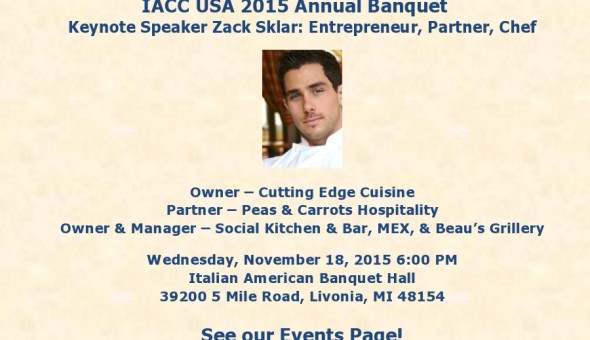 IACC USA 2015 Annual Banquet
Keynote Speaker Zack Sklar: Entrepreneur, Partner, Chef
Owner – Cutting Edge Cuisine
Partner – Peas & Carrots Hospitality
Owner & Manager – Social Kitchen & Bar, MEX, & Beau's Grillery
Wednesday, November 18, 2015 6:00 PM
Italian American Banquet Hall
39200 5 Mile Road, Livonia, MI 48154
See our Events Page!